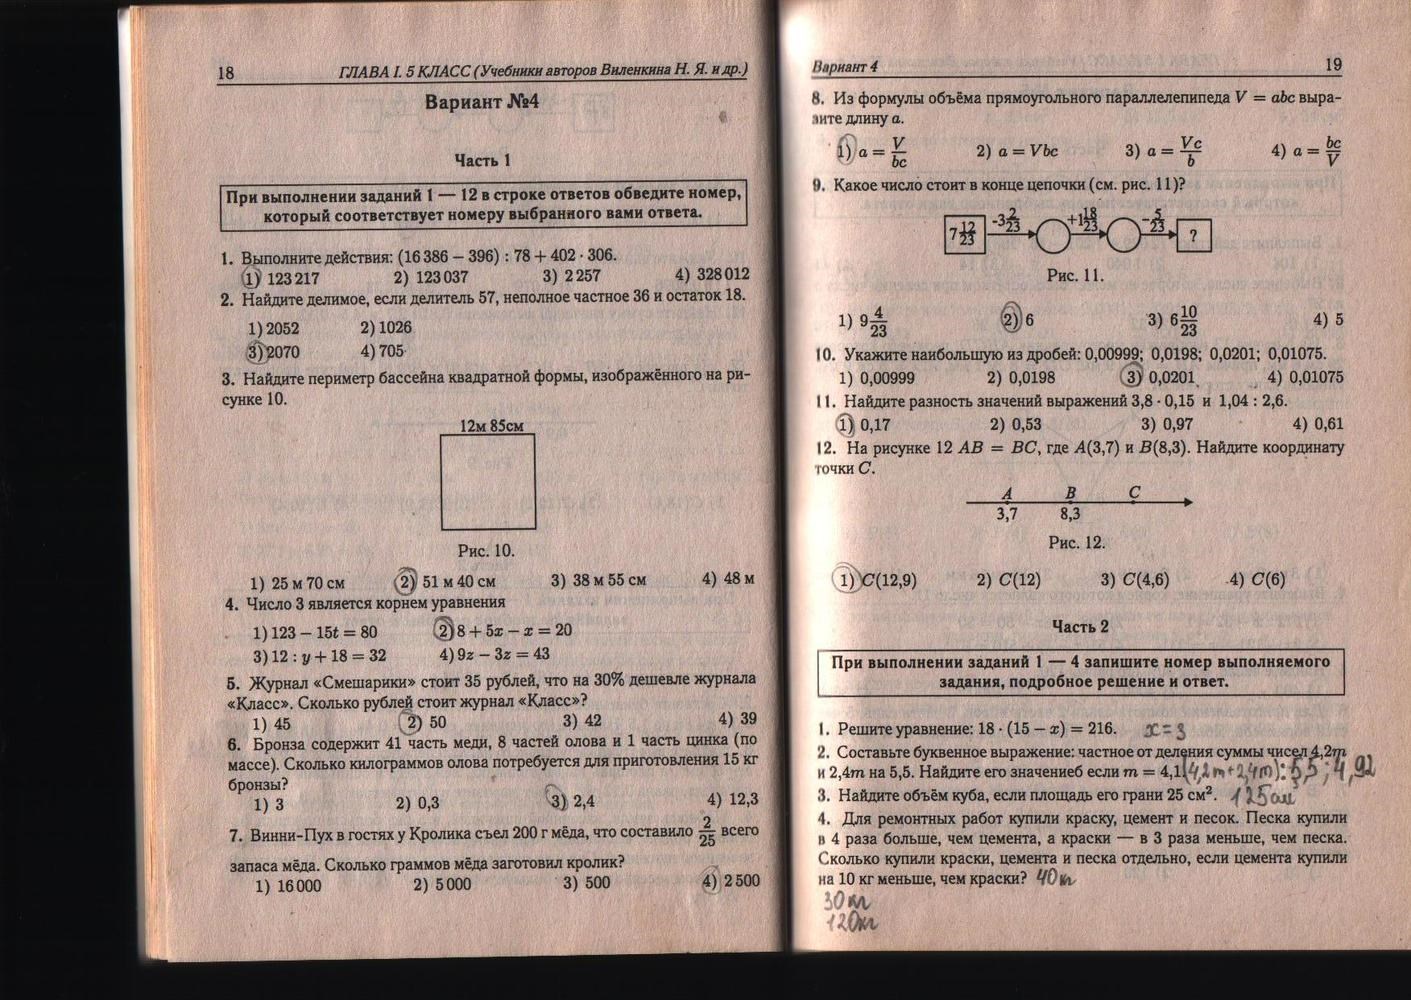 18 ГЛАВА I. 5 КЛАСС (Учебники авторов Виленкина Н. Я. и др.)
Вариант №4
Часть 1
При выполнении заданий 1 — 12 в строке ответов обведите номер,
который соответствует номеру выбранного вами ответа.
1. Выполните действия: (16 386 − 396) : 78 + 402 · 306.
1) 123 217 2) 123 037 3) 2 257 4) 328 012
2. Найдите делимое, если делитель 57, неполное частное 36 и остаток 18.
1) 2052 2) 1026
3) 2070 4) 705
3. Найдите периметр бассейна квадратной формы, изображённого на ри-
сунке 10.
12м 85см
Рис. 10.
1) 25 м 70 см 2) 51 м 40 см 3) 38 м 55 см 4) 48 м
4. Число 3 является корнем уравнения
1) 123 − 15t = 80 2) 8 + 5x − x = 20
3) 12 : y + 18 = 32 4) 9z − 3z = 43
5. Журнал «Смешарики» стоит 35 рублей, что на 30% дешевле журнала
«Класс». Сколько рублей стоит журнал «Класс»?
1) 45 2) 50 3) 42 4) 39
6. Бронза содержит 41 часть меди, 8 частей олова и 1 часть цинка (по
массе). Сколько килограммов олова потребуется для приготовления 15 кг
бронзы?
1) 3 2) 0,3 3) 2,4 4) 12,3
7. Винни-Пух в гостях у Кролика съел 200 г мёда, что составило 2/25 всего
запаса мёда. Сколько граммов мёда заготовил кролик?
1) 16 000 2) 5 000 3) 500 4) 2 500
Вариант 4 19
8. Из формулы объёма прямоугольного параллелепипеда V = abc выра-
зите длину a.
1) a = V/bc 2) a = Vbc 3) a = Vc/b 4) a = bc/V
9. Какое число стоит в конце цепочки (см. рис. 11)?
7 12/23 −3 2/23 +1 18/23 −5/23 ?
Рис. 11.
1) 9 4/23 2) 6 3) 6 10/23 4) 5
10. Укажите наибольшую из дробей: 0,00999; 0,0198; 0,0201; 0,01075.
1) 0,00999 2) 0,0198 3) 0,0201 4) 0,01075
11. Найдите разность значений выражений 3,8 · 0,15 и 1,04 : 2,6.
1) 0,17 2) 0,53 3) 0,97 4) 0,61
12. На рисунке 12 AB = BC, где A(3,7) и B(8,3). Найдите координату
точки C.
A B C
3,7 8,3
Рис. 12.
1) C(12,9) 2) C(12) 3) C(4,6) 4) C(6)
Часть 2
При выполнении заданий 1 — 4 запишите номер выполняемого
задания, подробное решение и ответ.
1. Решите уравнение: 18 · (15 − x) = 216. x = 3
2. Составьте буквенное выражение: частное от деления суммы чисел 4,2m
и 2,4m на 5,5. Найдите его значениеб если m = 4,1 (4,2m+2,4m):5,5; 4,92
3. Найдите объём куба, если площадь его грани 25 см². 125
4. Для ремонтных работ купили краску, цемент и песок. Песка купили
в 4 раза больше, чем цемента, а краски — в 3 раза меньше, чем песка.
Сколько купили краски, цемента и песка отдельно, если цемента купили
на 10 кг меньше, чем краски? 40кг
30кг
120кг